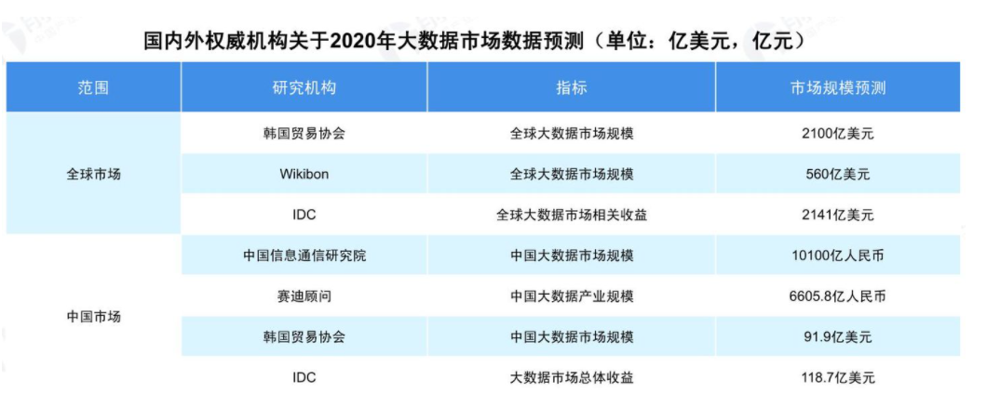 国内外权威机构关于2020年大数据市场数据预测（单位：亿美元，亿元）
范围 研究机构 指标 市场规模预测
全球市场
韩国贸易协会 全球大数据市场规模 2100亿美元
Wikibon 全球大数据市场规模 560亿美元
IDC 全球大数据市场相关收益 2141亿美元
中国市场
中国信息通信研究院 中国大数据市场规模 10100亿人民币
赛迪顾问 中国大数据产业规模 6605.8亿人民币
韩国贸易协会 中国大数据市场规模 91.9亿美元
IDC 大数据市场总体收益 118.7亿美元